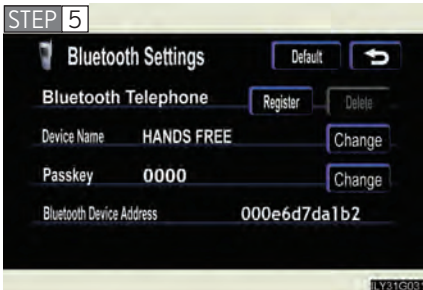 STEP 5
Bluetooth Settings Default
Bluetooth Telephone Register Delete
Device Name HANDS FREE Change
Passkey 0000 Change
Bluetooth Device Address 000e6d7da1b2
ILY31G031